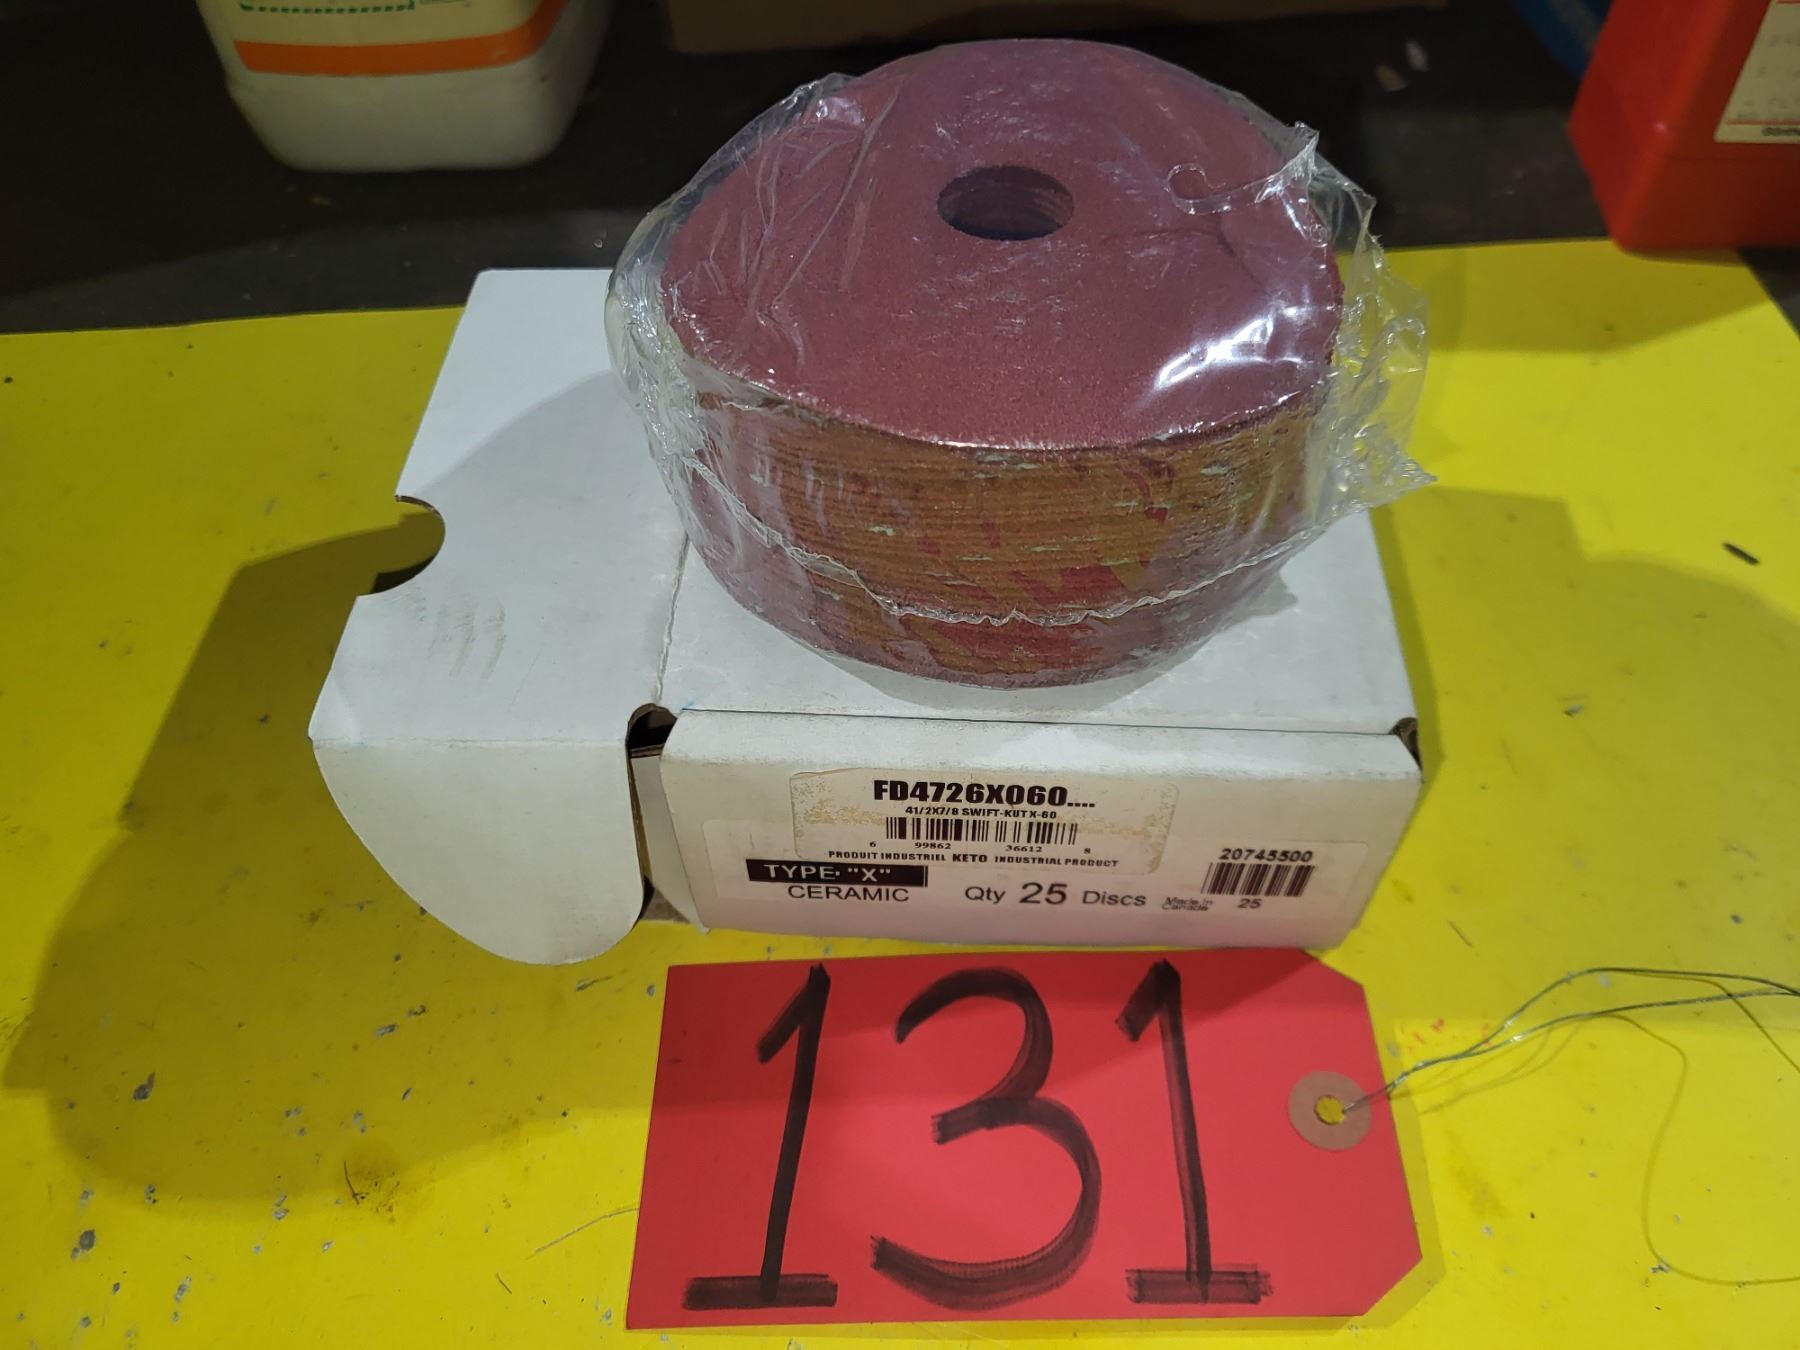 FD4726X060....
41/2X7/8 SWIFT-KUT X-60
6 99862 36612 8
PRODUIT INDUSTRIEL KETO INDUSTRIAL PRODUCT
TYPE "X"
CERAMIC
Qty 25 Discs
20745500
Made in
Canada
25
131